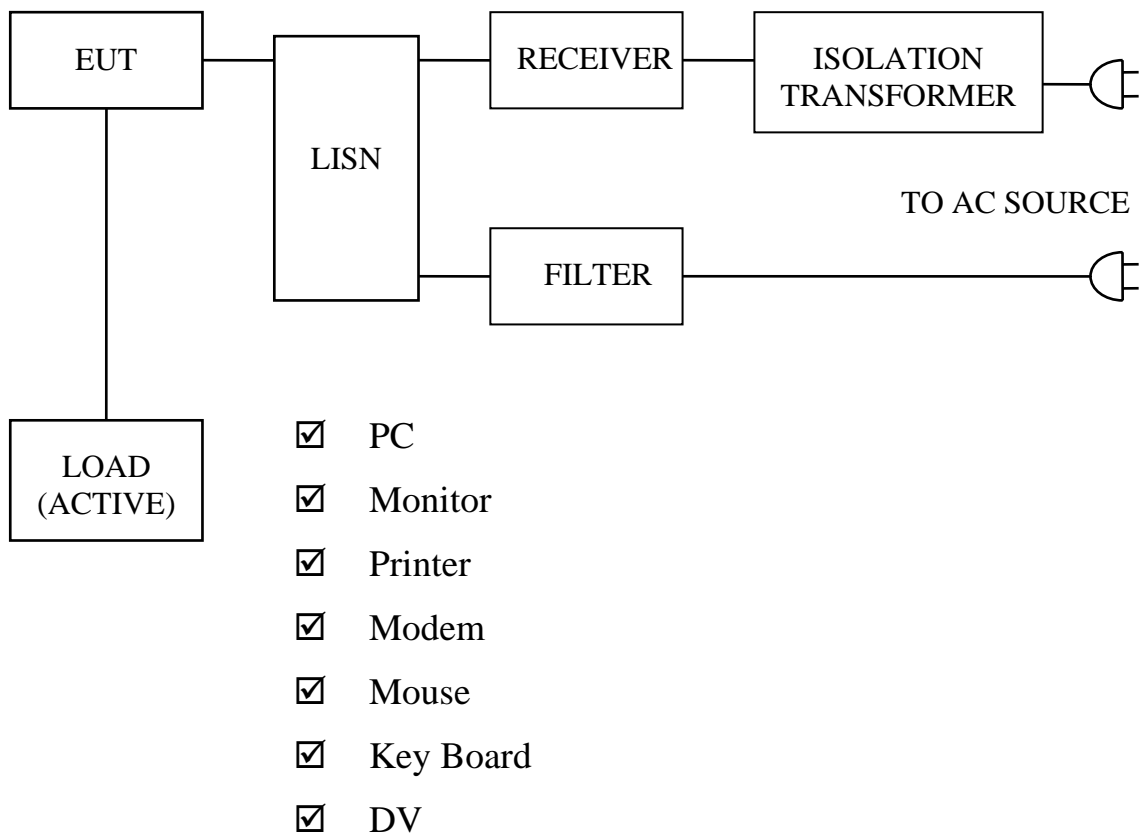 EUT
LISN
RECEIVER
ISOLATION
TRANSFORMER
TO AC SOURCE
FILTER
LOAD
(ACTIVE)
☑ PC
☑ Monitor
☑ Printer
☑ Modem
☑ Mouse
☑ Key Board
☑ DV